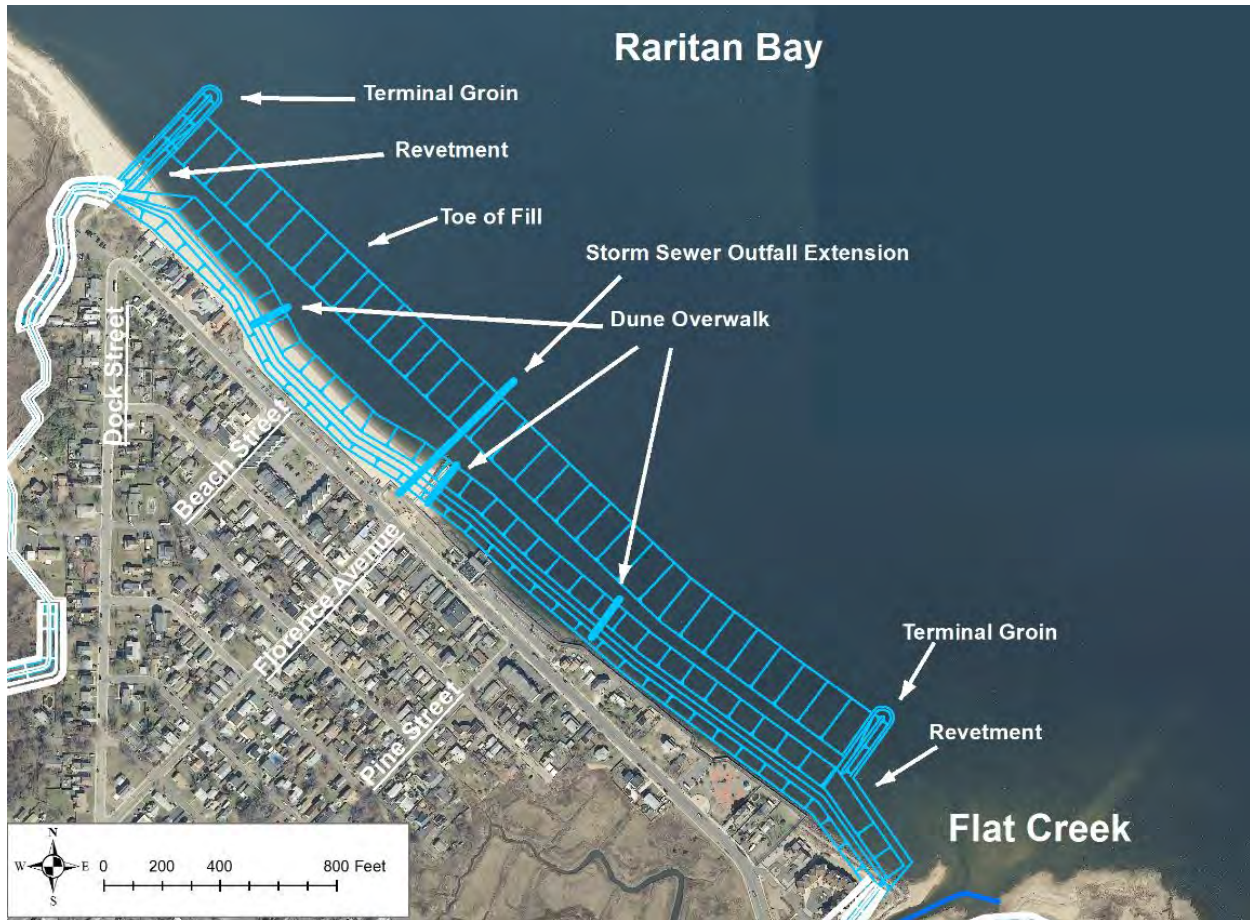 Raritan Bay
Terminal Groin
Revetment
Toe of Fill
Storm Sewer Outfall Extension
Dune Overwalk
Dock Street
Beach Street
Florence Avenue
Pine Street
Terminal Groin
Revetment
Flat Creek
N
W E
S
0 200 400 800 Feet